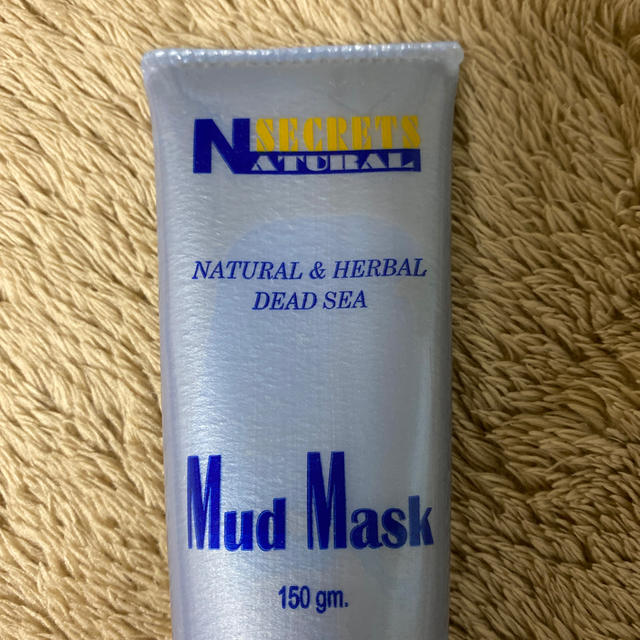 SECRETS
NATURAL
NATURAL & HERBAL
DEAD SEA
Mud Mask
150 gm.